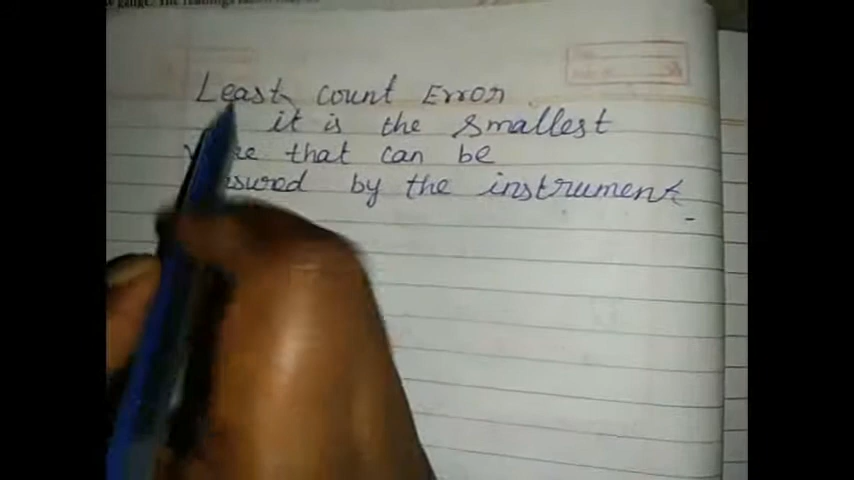 Least count Error
it is the smallest
that can be
by the instrument